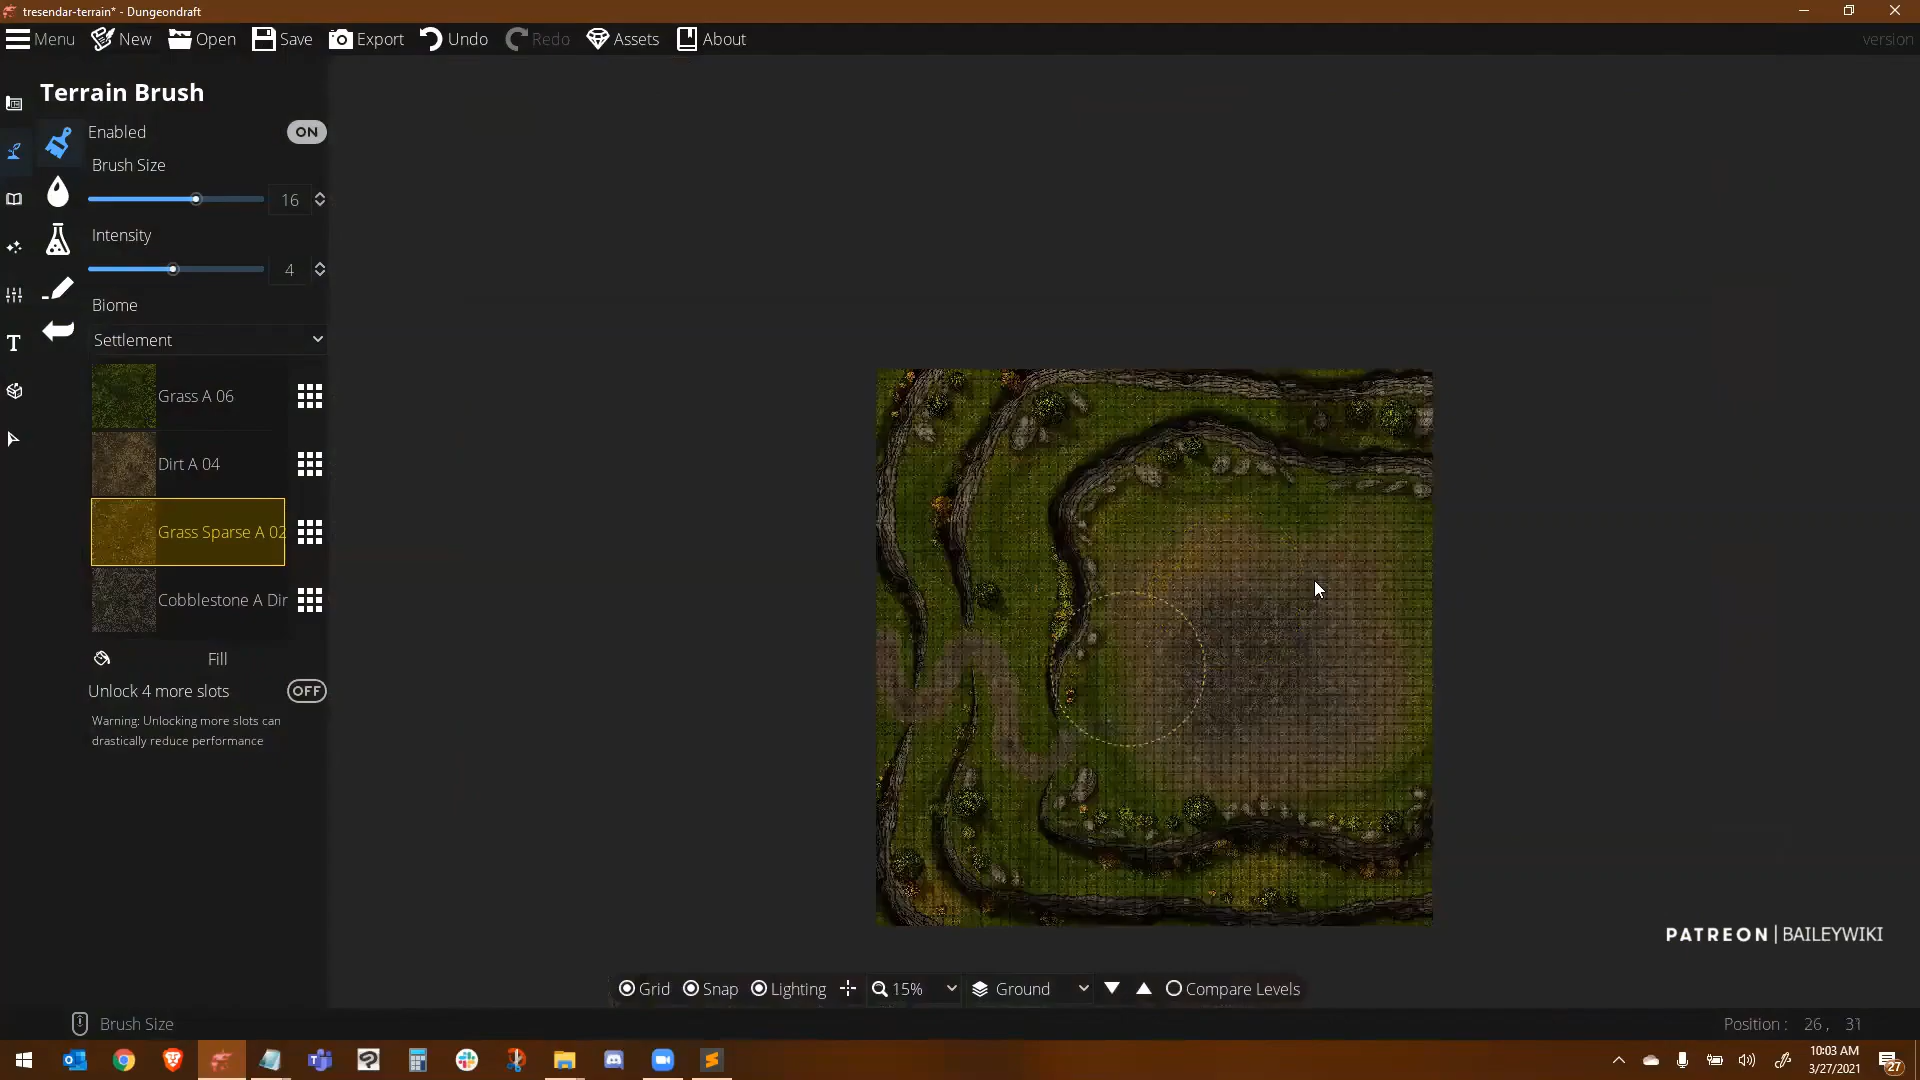 tresendar-terrain* - Dungeondraft
Menu New Open Save Export Undo Redo Assets About version
Terrain Brush
Enabled ON
Brush Size
16
Intensity
4
Biome
Settlement
Grass A 06
Dirt A 04
Grass Sparse A 02
Cobblestone A Dir
Fill
Unlock 4 more slots OFF
Warning: Unlocking more slots can
drastically reduce performance
PATREON | BAILEYWIKI
Grid Snap Lighting 15% Ground Compare Levels
Brush Size
Position : 26 , 31
10:03 AM
3/27/2021
27